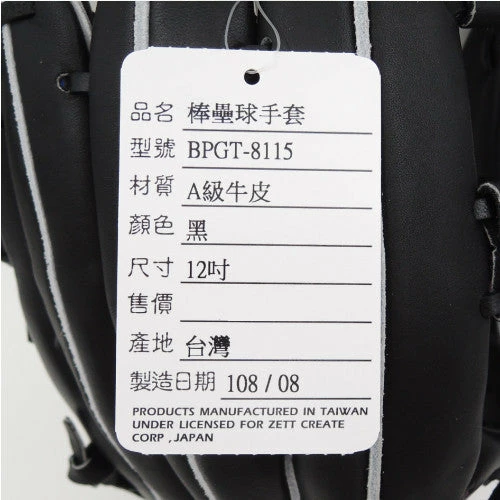 品名 棒壘球手套
型號 BPGT-8115
材質 A級牛皮
顏色 黑
尺寸 12吋
售價
產地 台灣
製造日期 108 / 08
PRODUCTS MANUFACTURED IN TAIWAN
UNDER LICENSED FOR ZETT CREATE
CORP , JAPAN